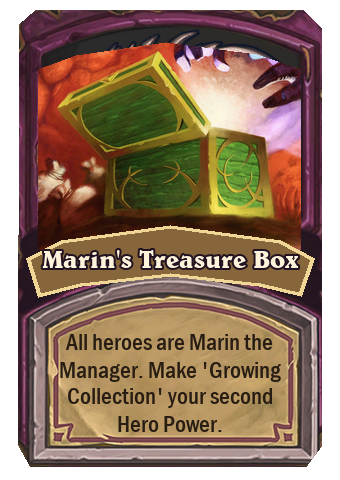 Marin's Treasure Box
All heroes are Marin the
Manager. Make 'Growing
Collection' your second
Hero Power.